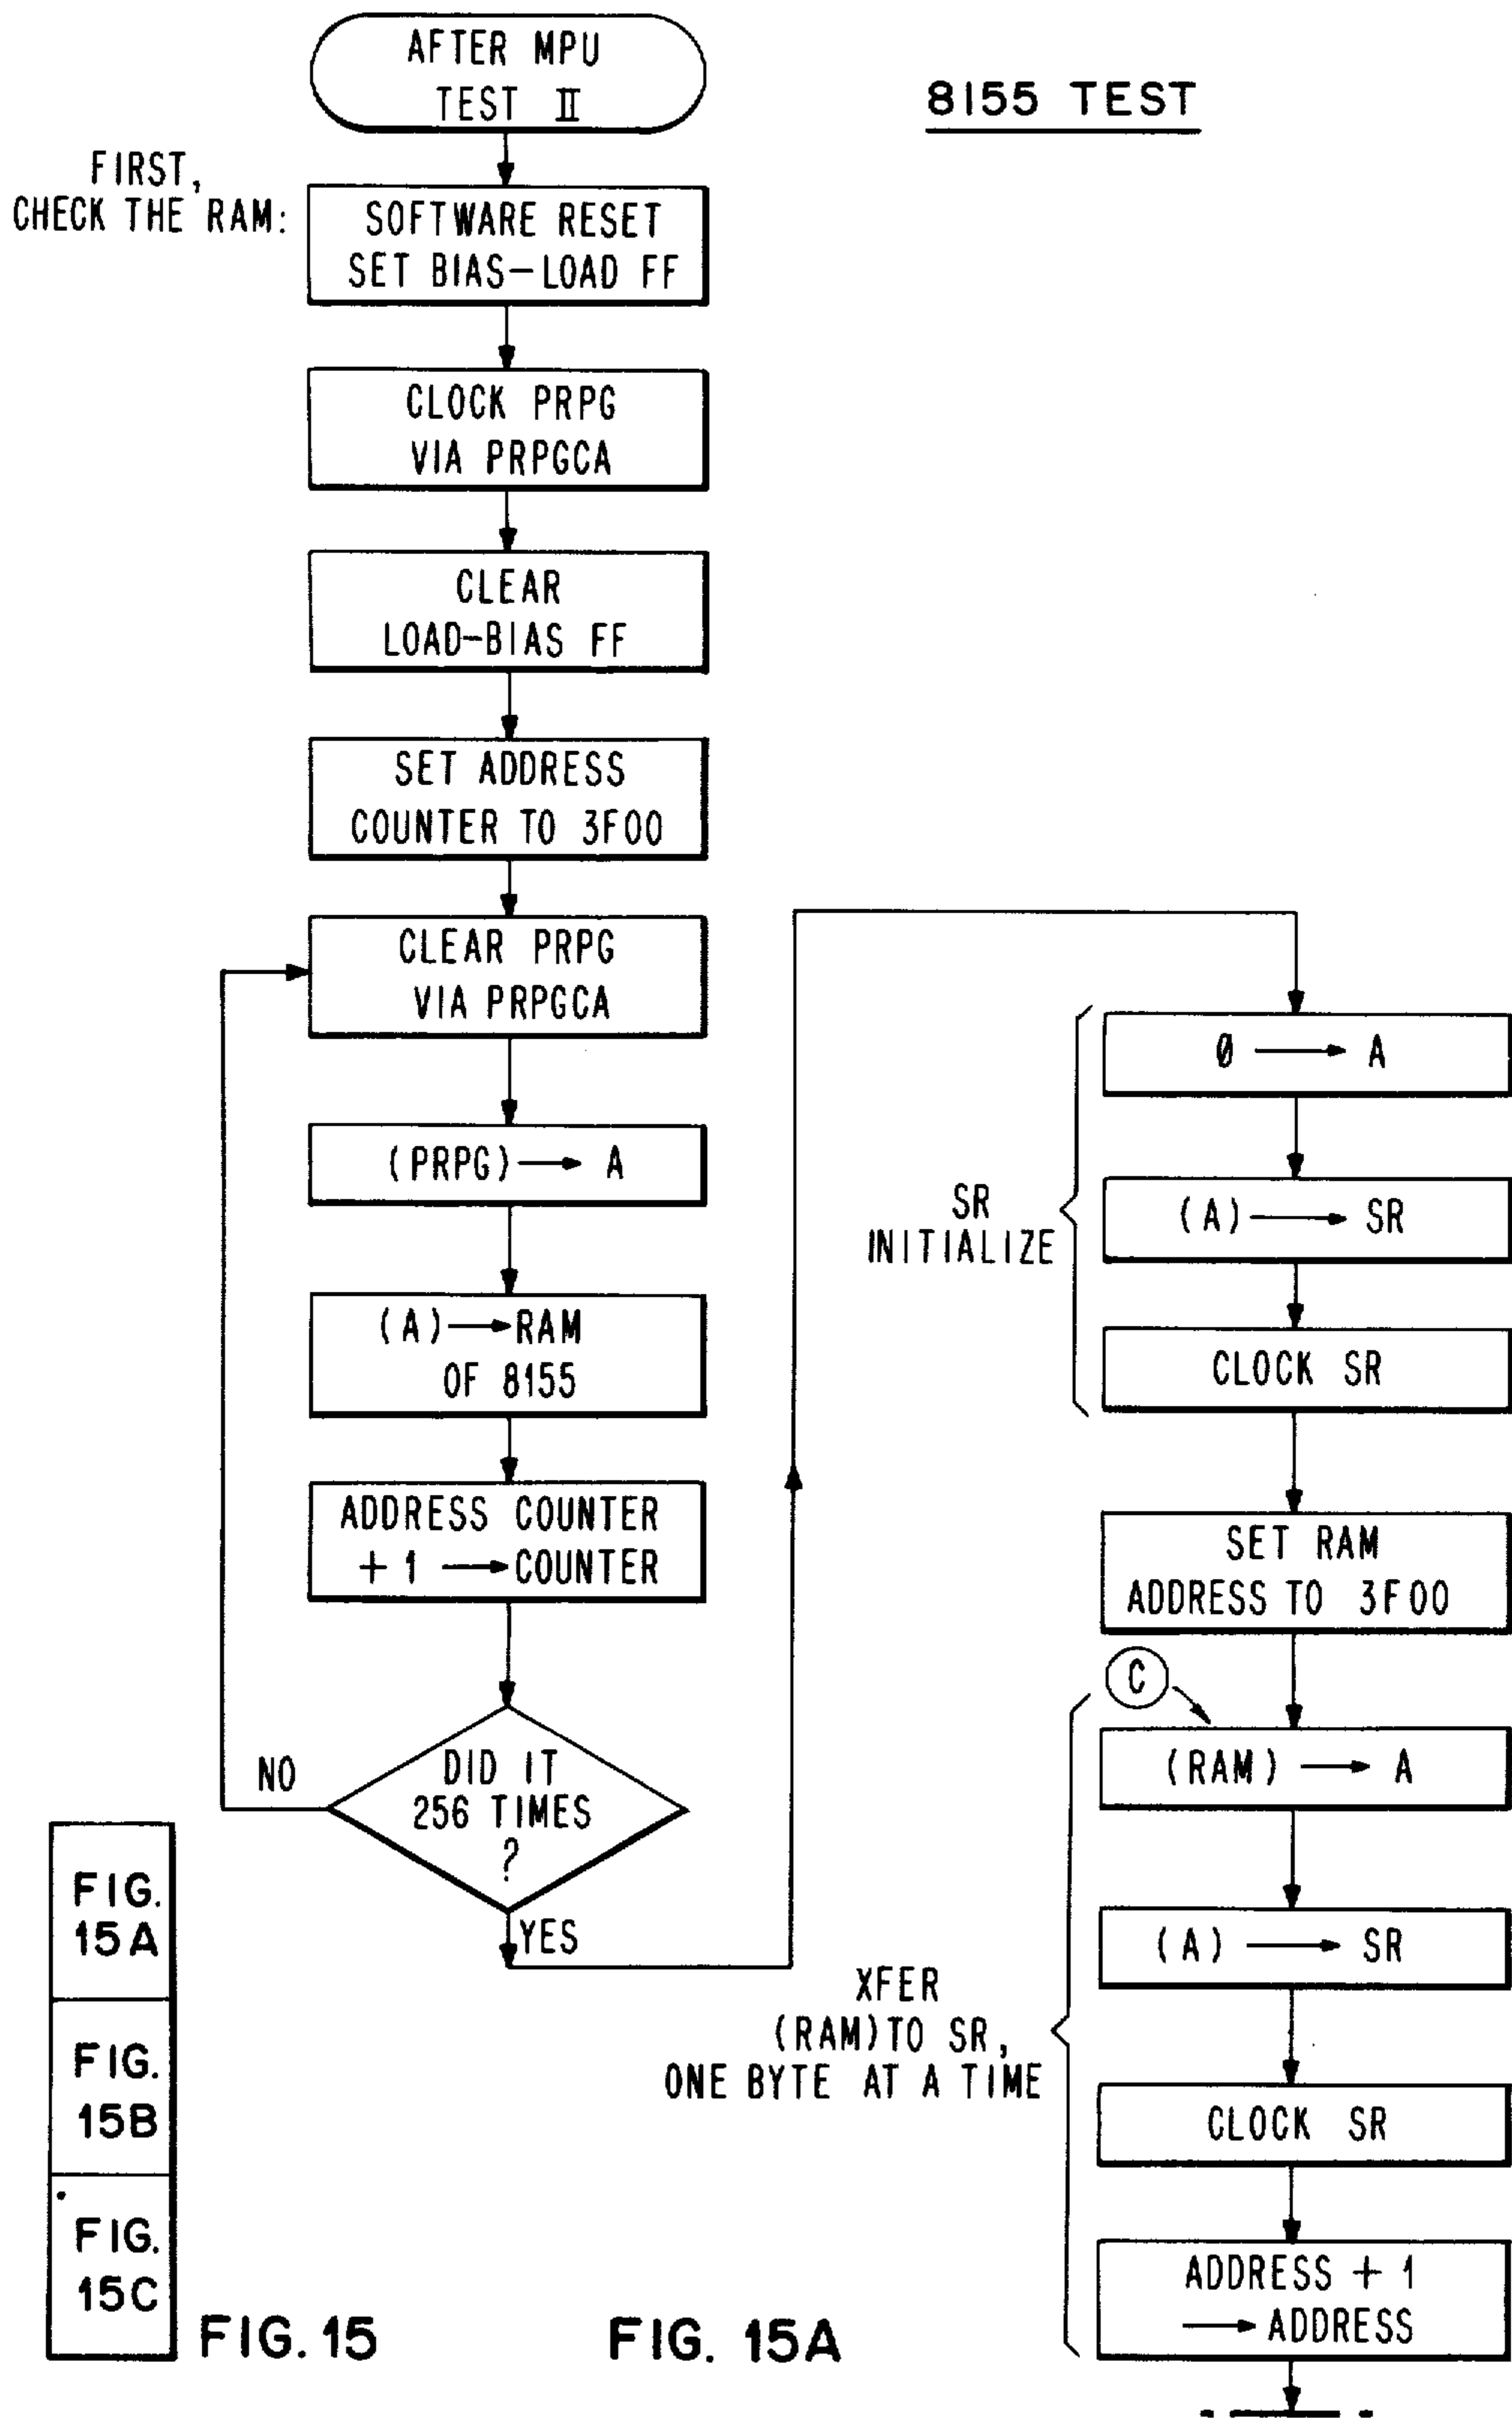 AFTER MPU
TEST II
8155 TEST
FIRST,
CHECK THE RAM:
SOFTWARE RESET
SET BIAS-LOAD FF
CLOCK PRPG
VIA PRPGCA
CLEAR
LOAD-BIAS FF
SET ADDRESS
COUNTER TO 3F00
CLEAR PRPG
VIA PRPGCA
(PRPG) → A
(A) → RAM
OF 8155
ADDRESS COUNTER
+ 1 → COUNTER
DID IT
256 TIMES
?
NO
YES
SR
INITIALIZE
Ø → A
(A) → SR
CLOCK SR
SET RAM
ADDRESS TO 3F00
C
XFER
(RAM) TO SR,
ONE BYTE AT A TIME
(RAM) → A
(A) → SR
CLOCK SR
ADDRESS + 1
→ ADDRESS
FIG.
15A
FIG.
15B
FIG.
15C
FIG. 15
FIG. 15A